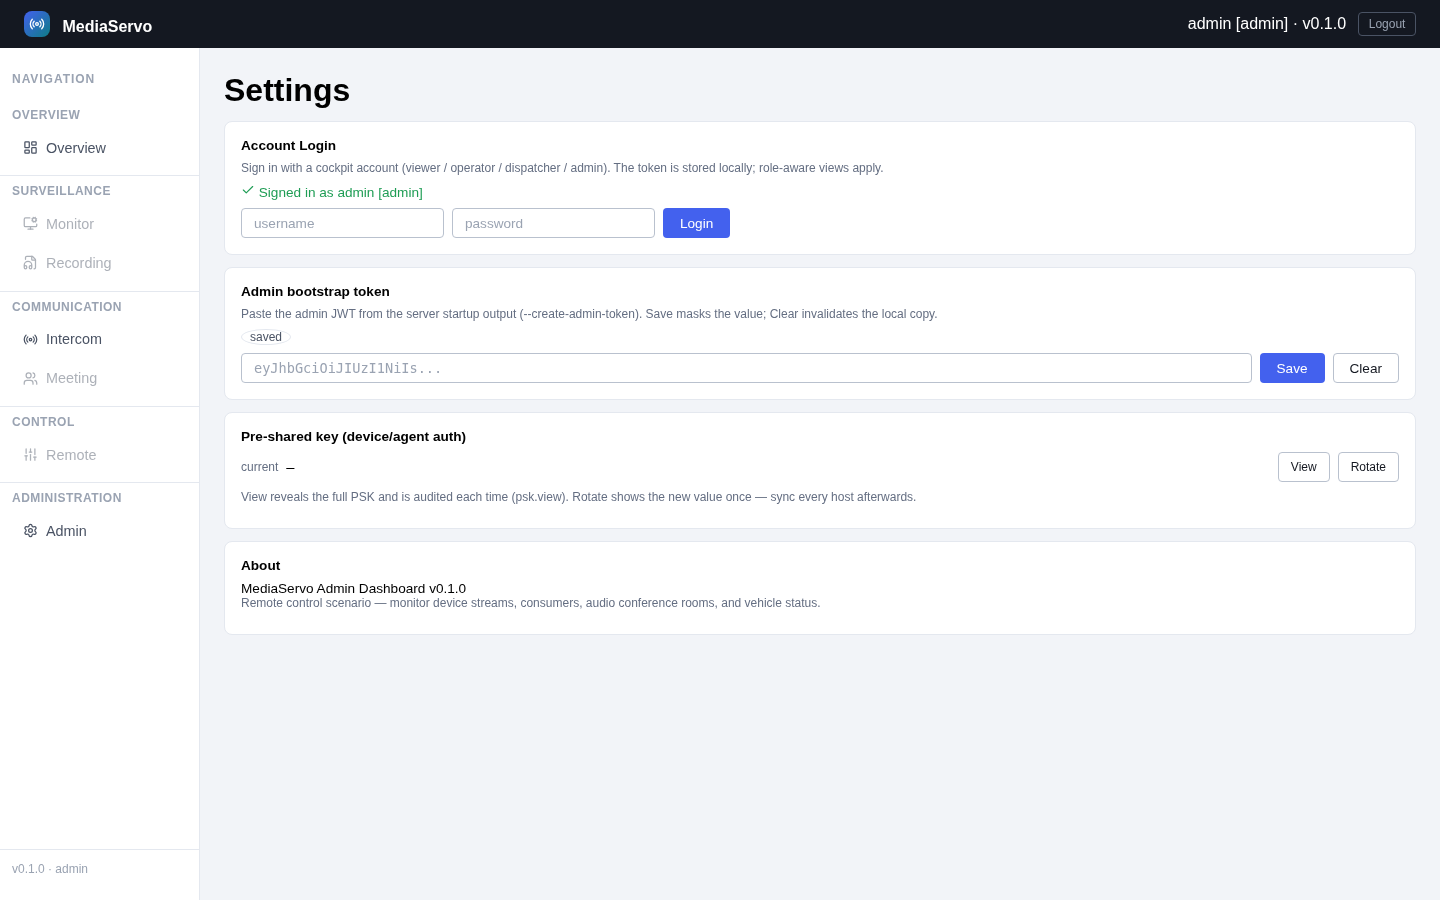 MediaServo
admin [admin] · v0.1.0
Logout
NAVIGATION
OVERVIEW
Overview
SURVEILLANCE
Monitor
Recording
COMMUNICATION
Intercom
Meeting
CONTROL
Remote
ADMINISTRATION
Admin
v0.1.0 · admin
Settings
Account Login
Sign in with a cockpit account (viewer / operator / dispatcher / admin). The token is stored locally; role-aware views apply.
Signed in as admin [admin]
username
password
Login
Admin bootstrap token
Paste the admin JWT from the server startup output (--create-admin-token). Save masks the value; Clear invalidates the local copy.
saved
eyJhbGciOiJIUzI1NiIs...
Save
Clear
Pre-shared key (device/agent auth)
current –
View
Rotate
View reveals the full PSK and is audited each time (psk.view). Rotate shows the new value once — sync every host afterwards.
About
MediaServo Admin Dashboard v0.1.0
Remote control scenario — monitor device streams, consumers, audio conference rooms, and vehicle status.